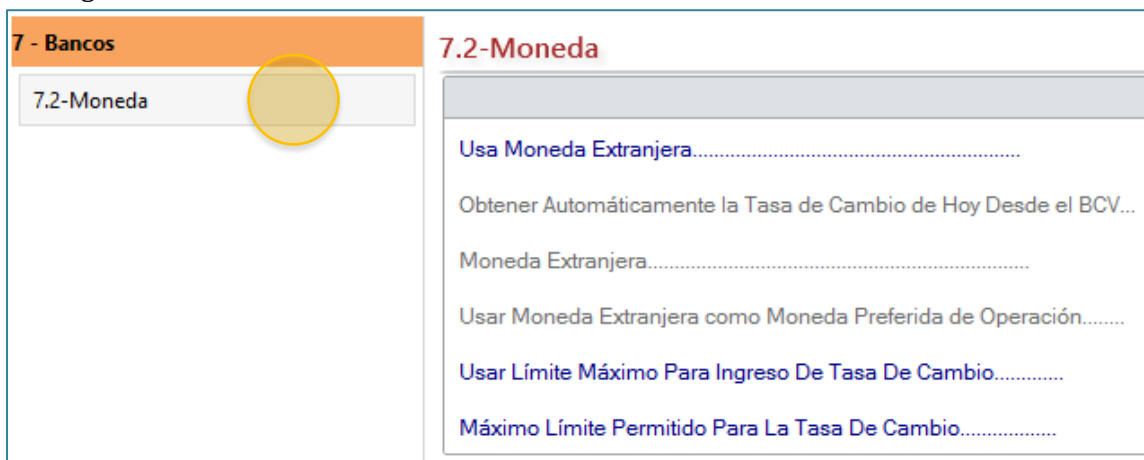 7 - Bancos
7.2-Moneda
7.2-Moneda
Usa Moneda Extranjera.............................................................
Obtener Automáticamente la Tasa de Cambio de Hoy Desde el BCV...
Moneda Extranjera.......................................................................
Usar Moneda Extranjera como Moneda Preferida de Operación........
Usar Límite Máximo Para Ingreso De Tasa De Cambio.............
Máximo Límite Permitido Para La Tasa De Cambio..................